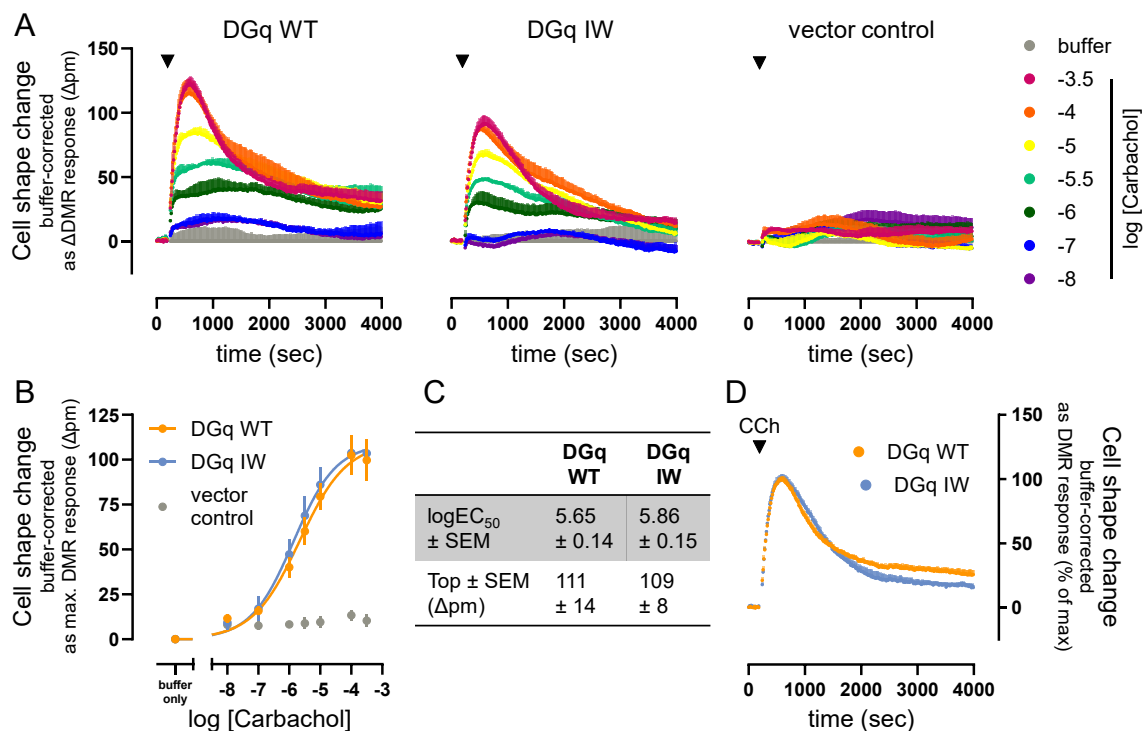 A
DGq WT
DGq IW
vector control
Cell shape change
buffer-corrected
as ΔDMR response (Δpm)
150
100
50
0
0 1000 2000 3000 4000
time (sec)
0 1000 2000 3000 4000
time (sec)
0 1000 2000 3000 4000
time (sec)
buffer
-3.5
-4
-5
-5.5
-6
-7
-8
log [Carbachol]
B
Cell shape change
buffer-corrected
as max. DMR response (Δpm)
125
100
75
50
25
0
DGq WT
DGq IW
vector
control
buffer
only
-8 -7 -6 -5 -4 -3
log [Carbachol]
C
DGq
WT
DGq
IW
logEC50
± SEM
5.65
± 0.14
5.86
± 0.15
Top ± SEM
(Δpm)
111
± 14
109
± 8
D
CCh
DGq WT
DGq IW
150
100
50
0
Cell shape change
buffer-corrected
as DMR response (% of max)
0 1000 2000 3000 4000
time (sec)